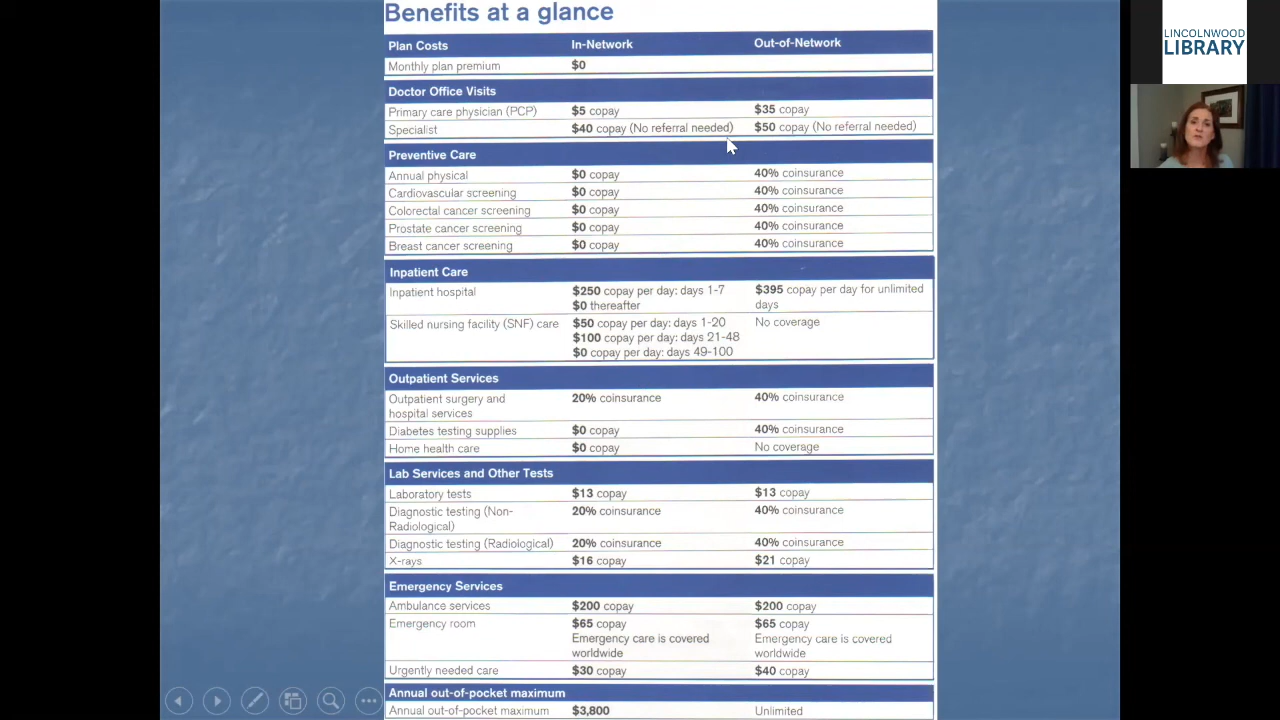 Benefits at a glance
Plan Costs In-Network Out-of-Network
Monthly plan premium $0
Doctor Office Visits
Primary care physician (PCP) $5 copay $35 copay
Specialist $40 copay (No referral needed) $50 copay (No referral needed)
Preventive Care
Annual physical $0 copay 40% coinsurance
Cardiovascular screening $0 copay 40% coinsurance
Colorectal cancer screening $0 copay 40% coinsurance
Prostate cancer screening $0 copay 40% coinsurance
Breast cancer screening $0 copay 40% coinsurance
Inpatient Care
Inpatient hospital $250 copay per day: days 1-7 $395 copay per day for unlimited
$0 thereafter days
Skilled nursing facility (SNF) care $50 copay per day: days 1-20 No coverage
$100 copay per day: days 21-48
$0 copay per day: days 49-100
Outpatient Services
Outpatient surgery and 20% coinsurance 40% coinsurance
hospital services
Diabetes testing supplies $0 copay 40% coinsurance
Home health care $0 copay No coverage
Lab Services and Other Tests
Laboratory tests $13 copay $13 copay
Diagnostic testing (Non- 20% coinsurance 40% coinsurance
Radiological)
Diagnostic testing (Radiological) 20% coinsurance 40% coinsurance
X-rays $16 copay $21 copay
Emergency Services
Ambulance services $200 copay $200 copay
Emergency room $65 copay $65 copay
Emergency care is covered Emergency care is covered
worldwide worldwide
Urgently needed care $30 copay $40 copay
Annual out-of-pocket maximum
Annual out-of-pocket maximum $3,800 Unlimited
LINCOLNWOOD
LIBRARY